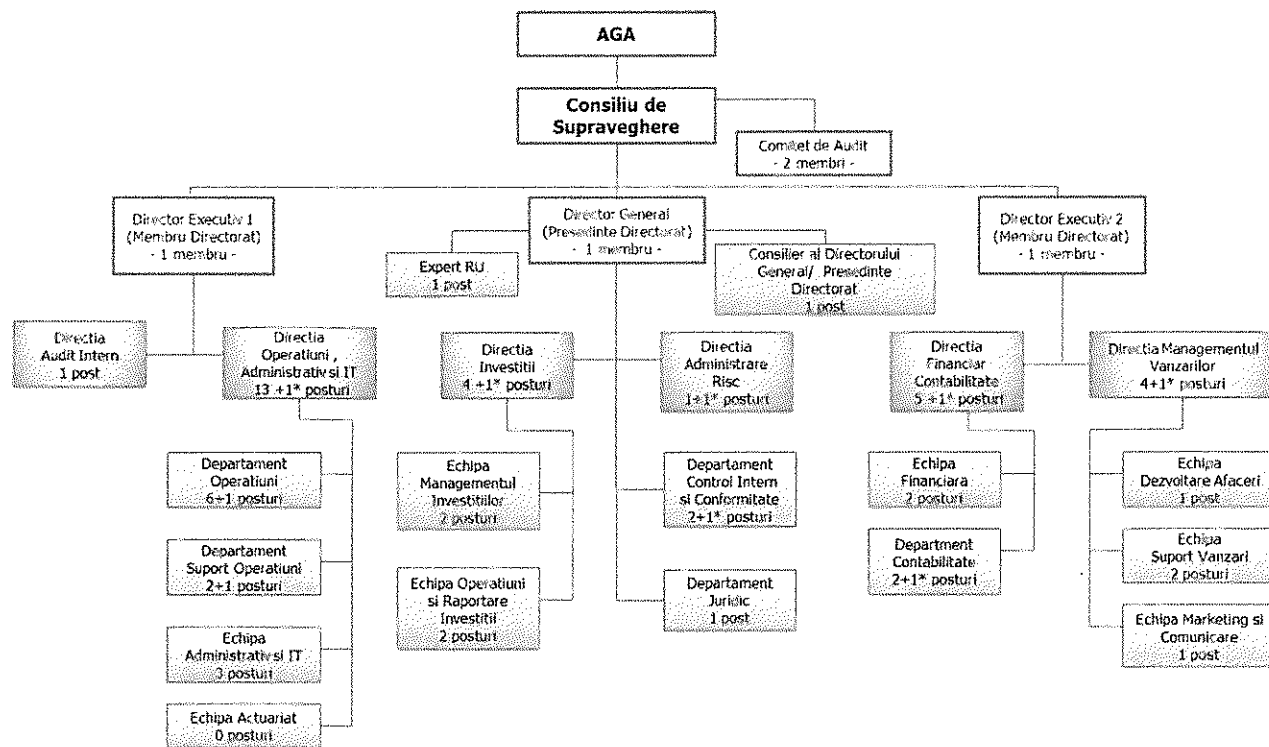 AGA
Consiliu de
Supraveghere
Comitet de Audit
- 2 membri -
Director Executiv 1
(Membru Directorat)
- 1 membru -
Director General
(Presedinte Directorat)
- 1 membru -
Director Executiv 2
(Membru Directorat)
- 1 membru -
Expert RU
1 post
Consilier al Directorului
General/ Presedinte
Directorat
1 post
Directia
Audit Intern
1 post
Directia
Operatiuni ,
Administrativ si IT
13 +1* posturi
Directia
Investitii
4 +1* posturi
Directia
Administrare
Risc
1+1* posturi
Directia
Financiar
Contabilitate
5 +1* posturi
Directia Managementul
Vanzarilor
4+1* posturi
Departament
Operatiuni
6+1 posturi
Departament
Suport Operatiuni
2+1 posturi
Echipa
Administrativ si IT
3 posturi
Echipa Actuariat
0 posturi
Echipa
Managementul
Investitiilor
2 posturi
Echipa Operatiuni
si Raportare
Investitii
2 posturi
Departament
Control Intern
si Conformitate
2+1* posturi
Departament
Juridic
1 post
Echipa
Financiara
2 posturi
Department
Contabilitate
2+1* posturi
Echipa
Dezvoltare Afaceri
1 post
Echipa
Suport Vanzari
2 posturi
Echipa Marketing si
Comunicare
1 post